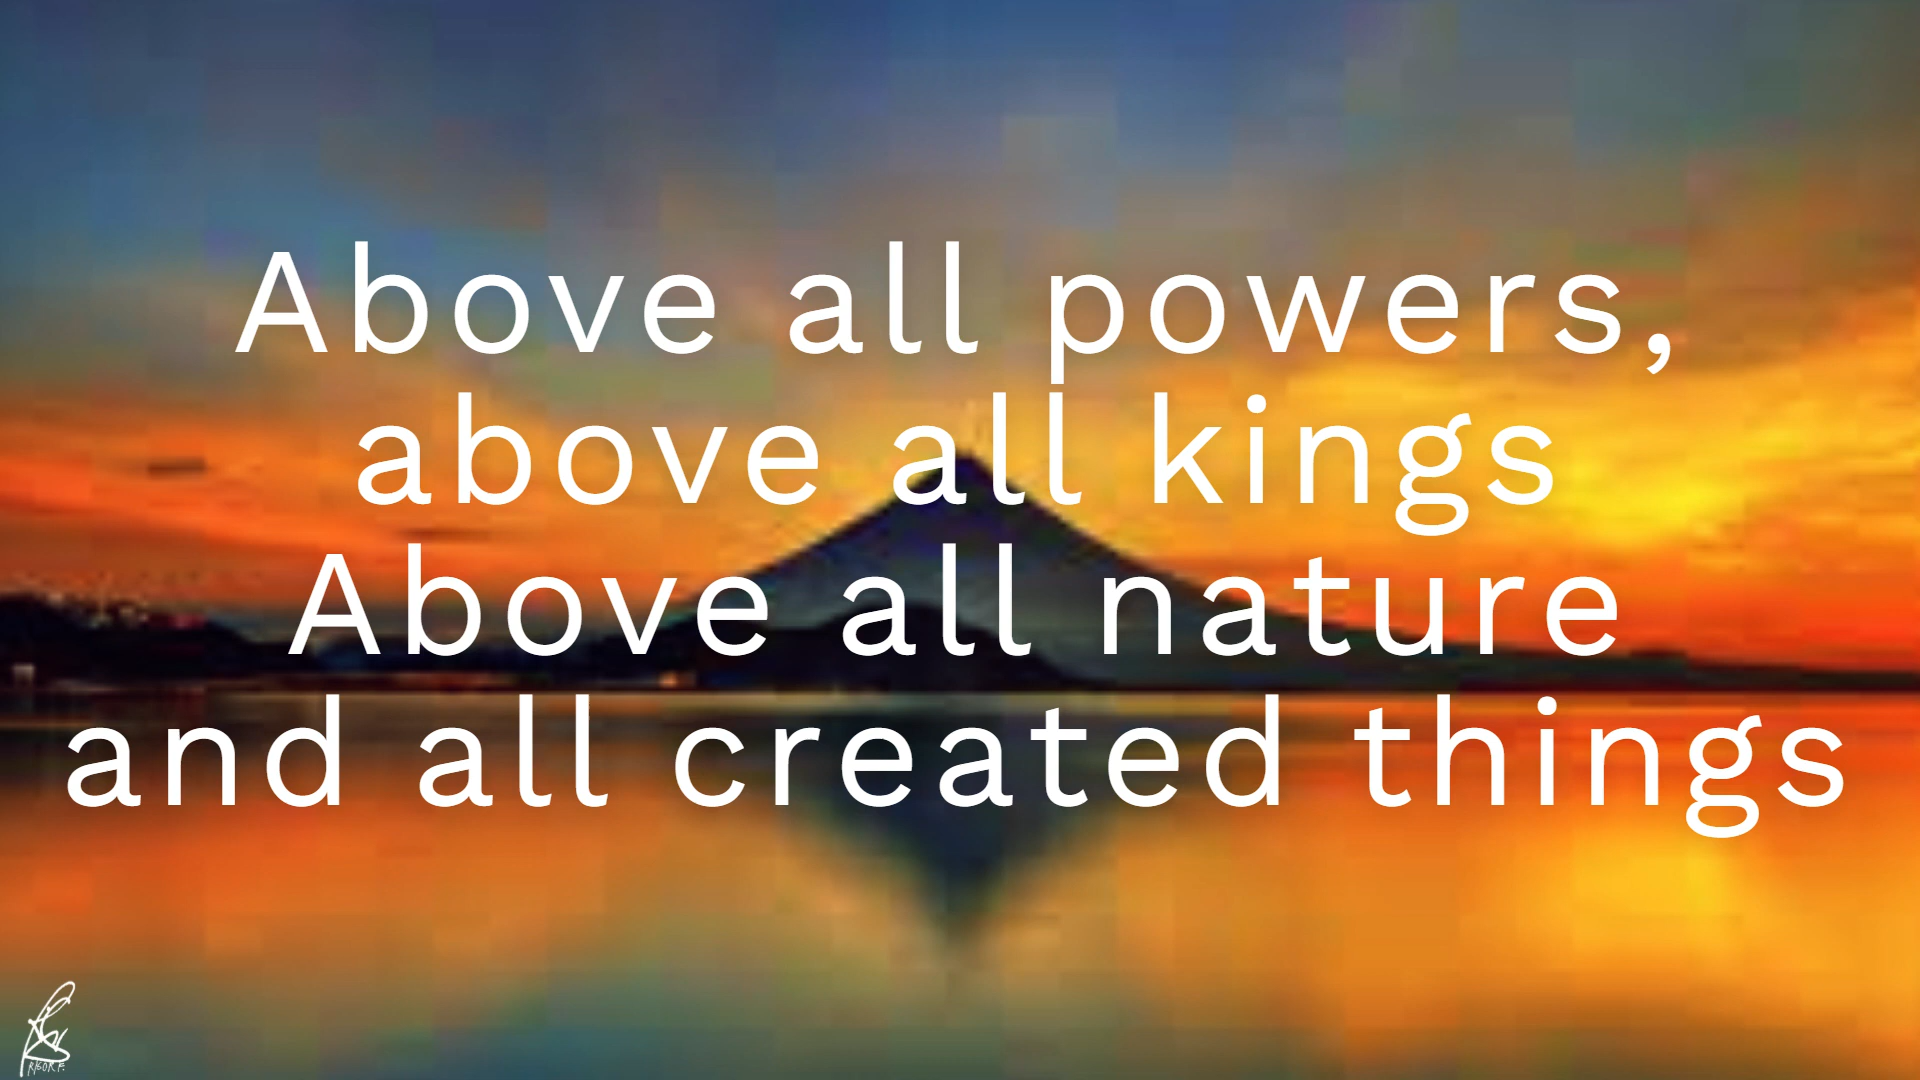 Above all powers,
above all kings
Above all nature
and all created things